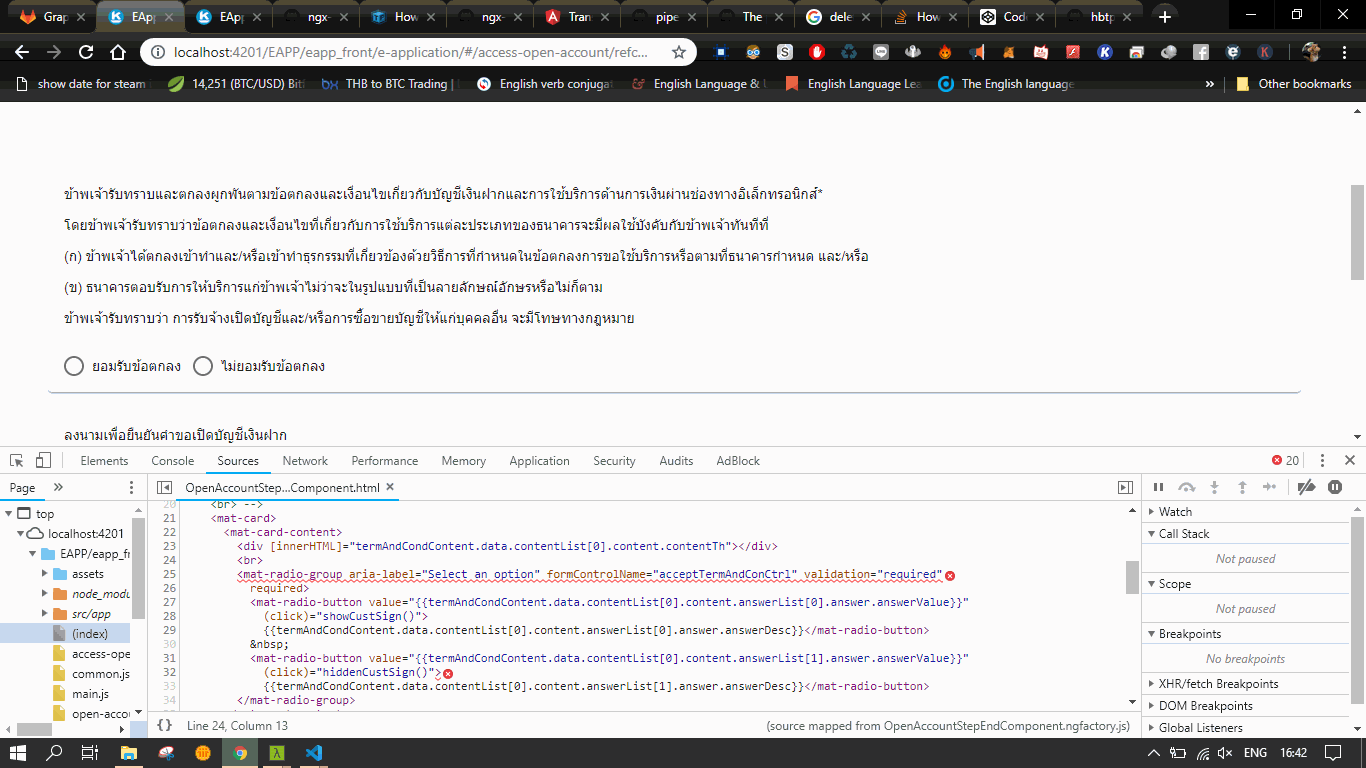 Grap
EApp
EApp
ngx-
How
ngx-
Tran
pipe
The
dele
How
Code
hbtp
localhost:4201/EAPP/eapp_front/e-application/#/access-open-account/refc...
show date for steam
14,251 (BTC/USD) Bitf
THB to BTC Trading |
English verb conjugat
English Language & U
English Language Lea
The English language
»
Other bookmarks
ข้าพเจ้ารับทราบและตกลงผูกพันตามข้อตกลงและเงื่อนไขเกี่ยวกับบัญชีเงินฝากและการใช้บริการด้านการเงินผ่านช่องทางอิเล็กทรอนิกส์*
โดยข้าพเจ้ารับทราบว่าข้อตกลงและเงื่อนไขที่เกี่ยวกับการใช้บริการแต่ละประเภทของธนาคารจะมีผลใช้บังคับกับข้าพเจ้าทันทีที่
(ก) ข้าพเจ้าได้ตกลงเข้าทำและ/หรือเข้าทำธุรกรรมที่เกี่ยวข้องด้วยวิธีการที่กำหนดในข้อตกลงการขอใช้บริการหรือตามที่ธนาคารกำหนด และ/หรือ
(ข) ธนาคารตอบรับการให้บริการแก่ข้าพเจ้าไม่ว่าจะในรูปแบบที่เป็นลายลักษณ์อักษรหรือไม่ก็ตาม
ข้าพเจ้ารับทราบว่า การรับจ้างเปิดบัญชีและ/หรือการซื้อขายบัญชีให้แก่บุคคลอื่น จะมีโทษทางกฎหมาย
ยอมรับข้อตกลง ไม่ยอมรับข้อตกลง
ลงนามเพื่อยืนยันคำขอเปิดบัญชีเงินฝาก
Elements Console Sources Network Performance Memory Application Security Audits AdBlock 20
Page »
OpenAccountStep...Component.html ×
top
localhost:4201
EAPP/eapp_fr
assets
node_modu
src/app
(index)
access-ope
common.js
main.js
open-accou
20 <br> -->
21 <mat-card>
22 <mat-card-content>
23 <div [innerHTML]="termAndCondContent.data.contentList[0].content.contentTh"></div>
24 <br>
25 <mat-radio-group aria-label="Select an option" formControlName="acceptTermAndConCtrl" validation="required"
26 required>
27 <mat-radio-button value="{{termAndCondContent.data.contentList[0].content.answerList[0].answer.answerValue}}"
28 (click)="showCustSign()">
29 {{termAndCondContent.data.contentList[0].content.answerList[0].answer.answerDesc}}</mat-radio-button>
30 &nbsp;
31 <mat-radio-button value="{{termAndCondContent.data.contentList[0].content.answerList[1].answer.answerValue}}"
32 (click)="hiddenCustSign()">
33 {{termAndCondContent.data.contentList[0].content.answerList[1].answer.answerDesc}}</mat-radio-button>
34 </mat-radio-group>
{} Line 24, Column 13 (source mapped from OpenAccountStepEndComponent.ngfactory.js)
Watch
Call Stack
Not paused
Scope
Not paused
Breakpoints
No breakpoints
XHR/fetch Breakpoints
DOM Breakpoints
Global Listeners
ENG 16:42